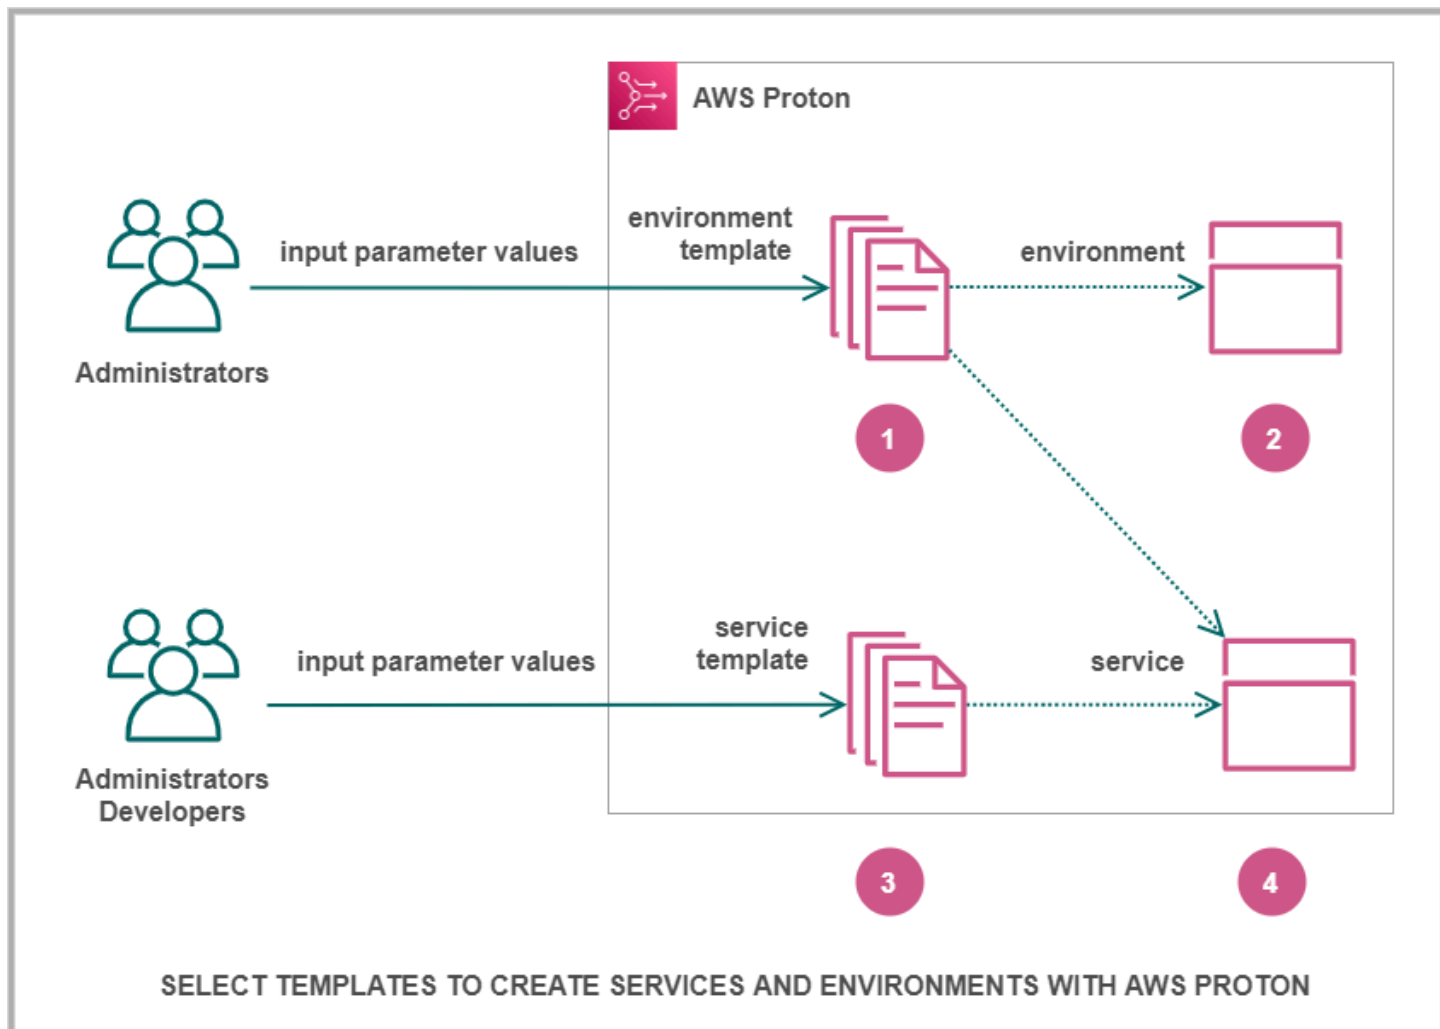 AWS Proton
input parameter values
environment
template
environment
Administrators
1
2
input parameter values
service
template
service
Administrators
Developers
3
4
SELECT TEMPLATES TO CREATE SERVICES AND ENVIRONMENTS WITH AWS PROTON